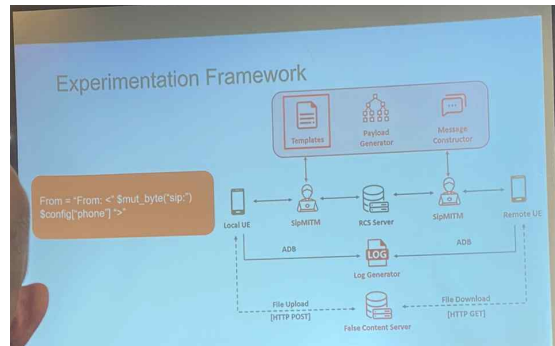 Experimentation Framework
Templates
Payload
Generator
Message
Constructor
From = "From: <" $mut_byte("sip:")
$config["phone"] ">"
Local UE
SipMITM
RCS Server
SipMITM
Remote UE
ADB
LOG
ADB
Log Generator
File Upload
[HTTP POST]
File Download
[HTTP GET]
False Content Server